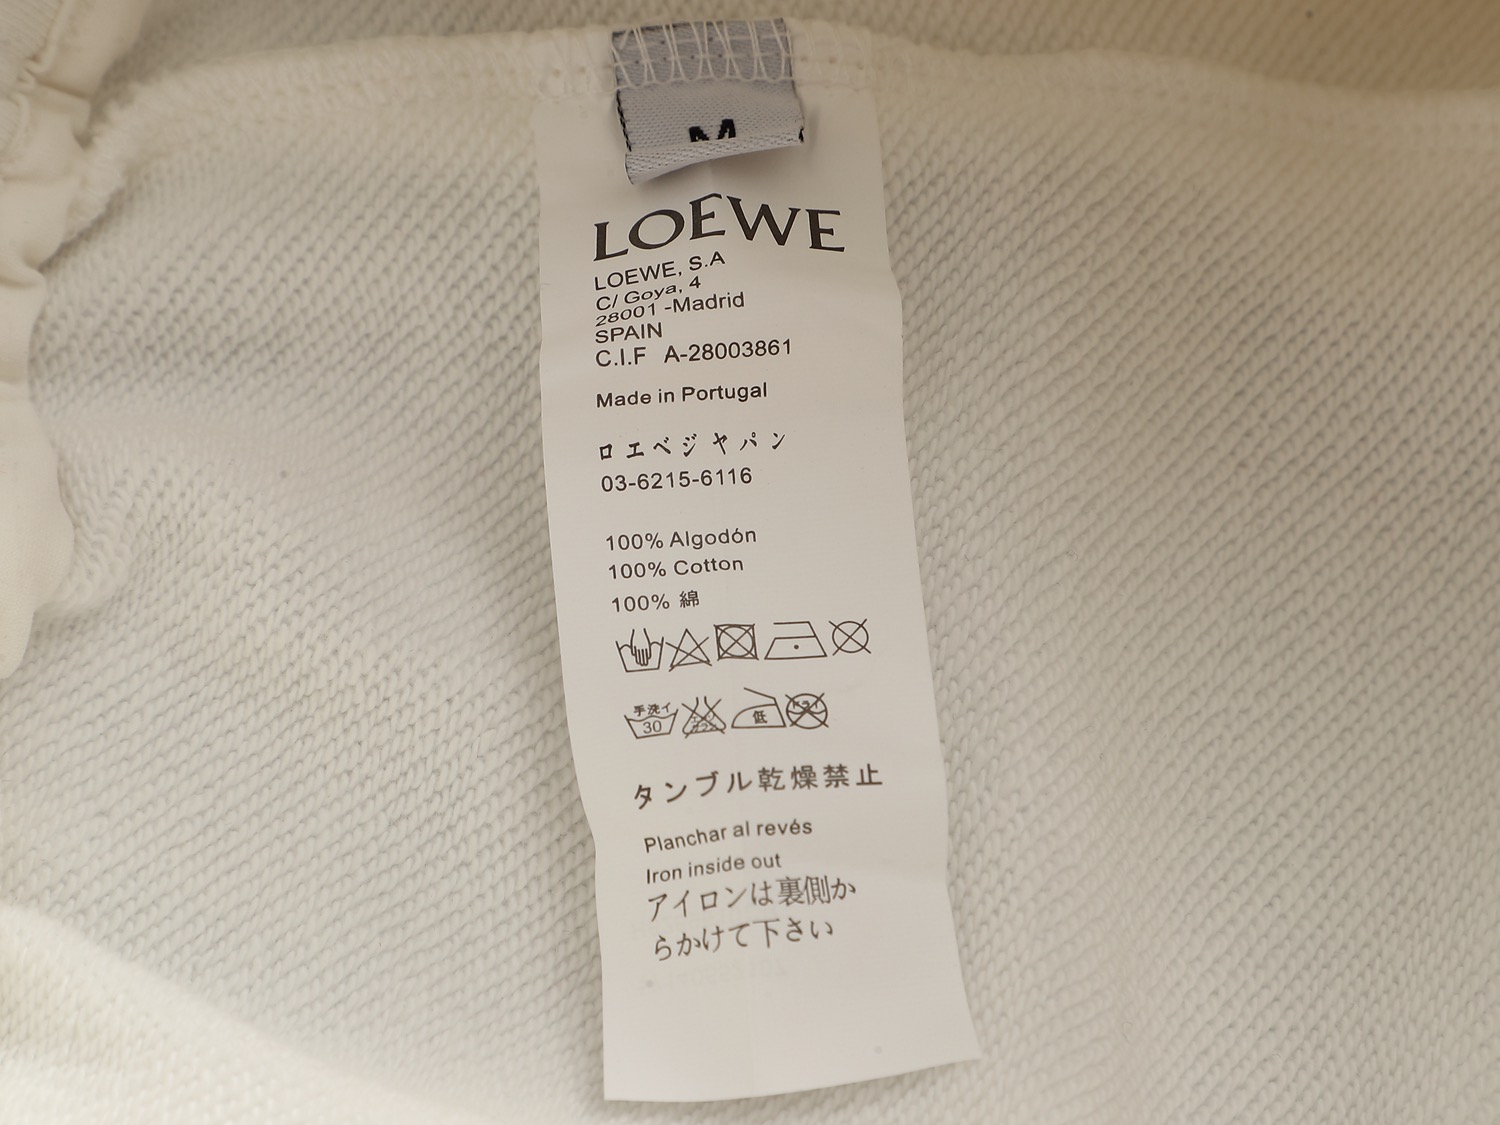 M
LOEWE
LOEWE, S.A
C/ Goya, 4
28001 -Madrid
SPAIN
C.I.F A-28003861
Made in Portugal
ロエベジャパン
03-6215-6116
100% Algodón
100% Cotton
100% 綿
手洗イ
30
低
ドライ
タンブル乾燥禁止
Planchar al revés
Iron inside out
アイロンは裏側か
らかけて下さい